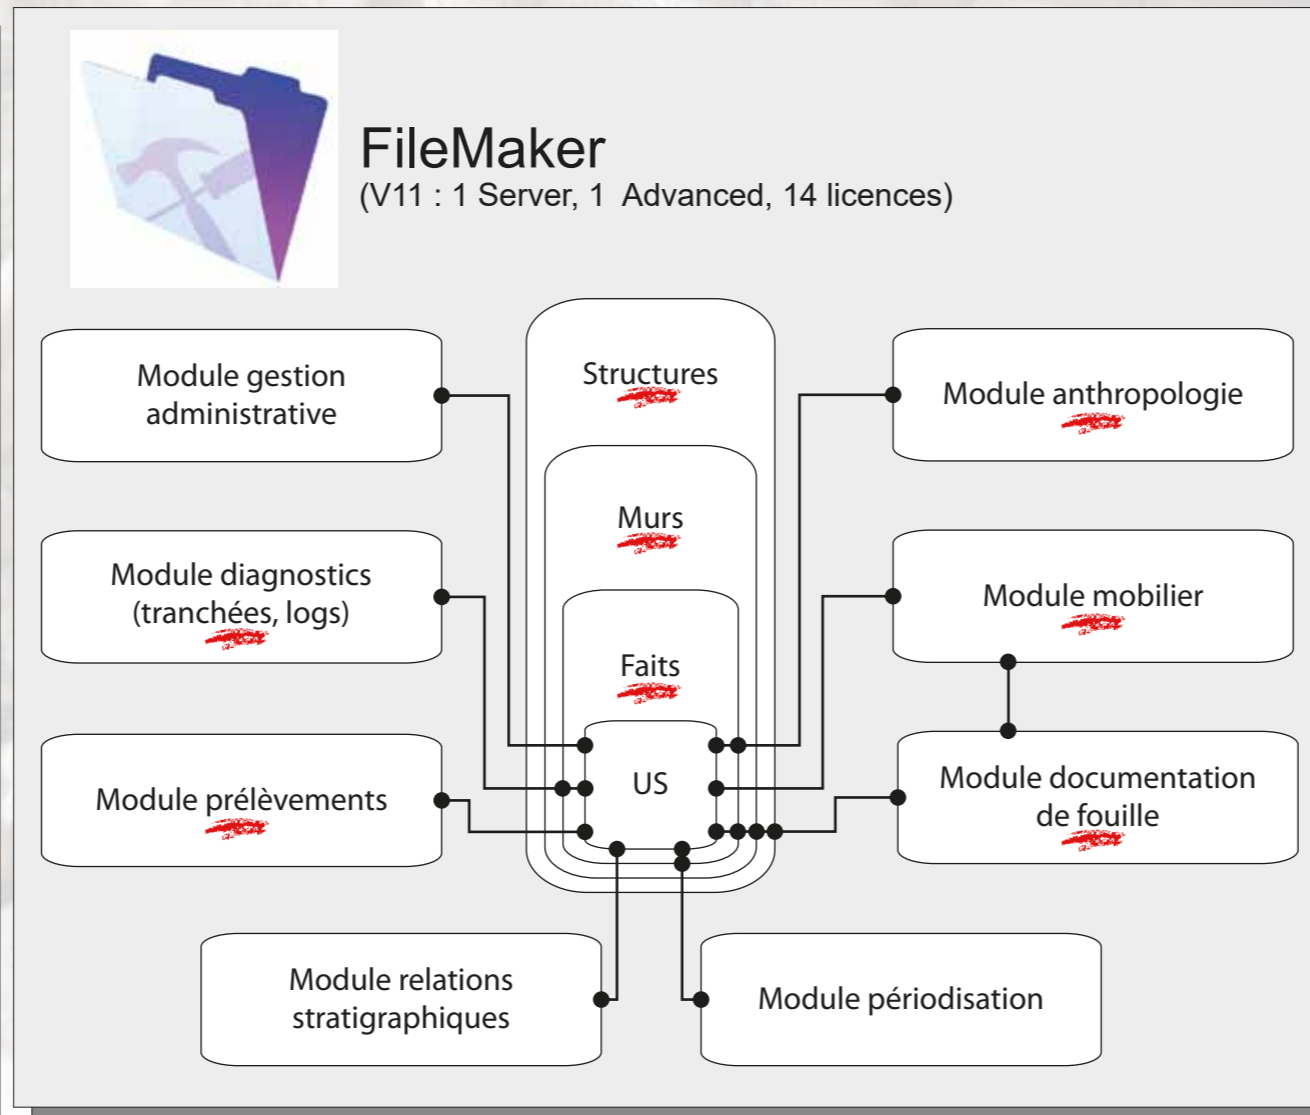 FileMaker
(V11 : 1 Server, 1 Advanced, 14 licences)
Module gestion
administrative
Module diagnostics
(tranchées, logs)
Module prélèvements
Structures
Murs
Faits
US
Module anthropologie
Module mobilier
Module documentation
de fouille
Module relations
stratigraphiques
Module périodisation